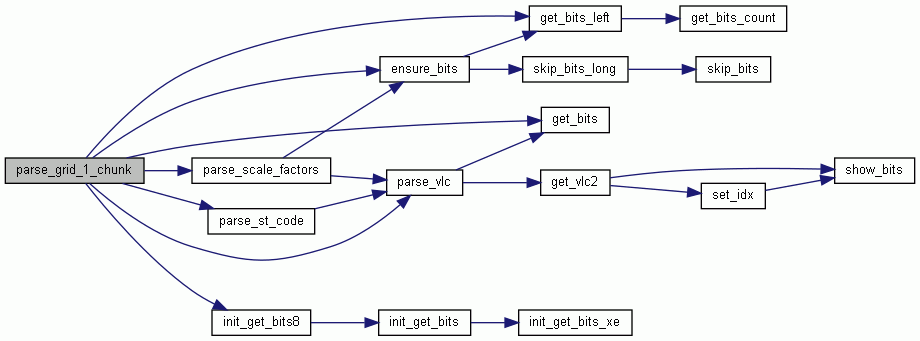 get_bits_left
get_bits_count
ensure_bits
skip_bits_long
skip_bits
get_bits
parse_grid_1_chunk
parse_scale_factors
parse_vlc
get_vlc2
show_bits
set_idx
parse_st_code
init_get_bits8
init_get_bits
init_get_bits_xe